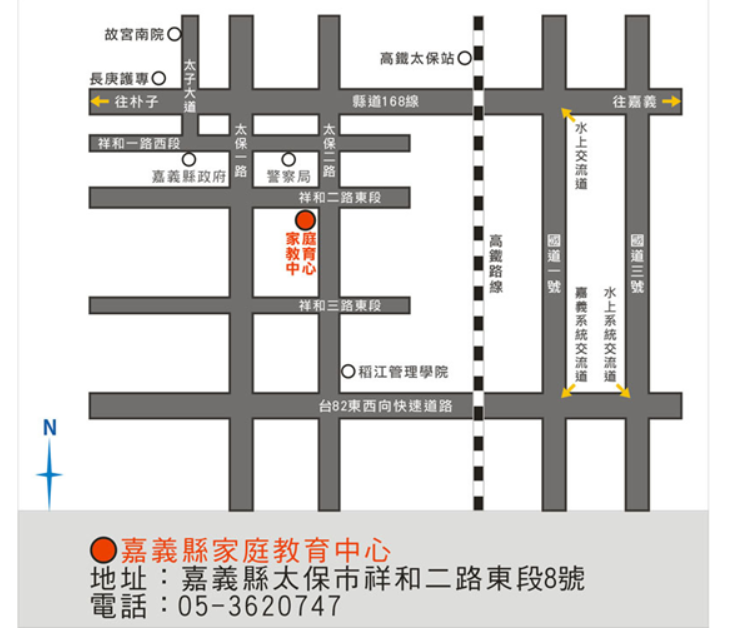 故宮南院
高鐵太保站
長庚護專
太子大道
往朴子
縣道168線
往嘉義
太保一路
太保二路
水上交流道
祥和一路西段
嘉義縣政府
警察局
祥和二路東段
家庭
教育
中心
高鐵路線
國道一號
國道三號
嘉義系統交流道
水上系統交流道
祥和三路東段
稻江管理學院
台82東西向快速道路
N
嘉義縣家庭教育中心
地址：嘉義縣太保市祥和二路東段8號
電話：05-3620747